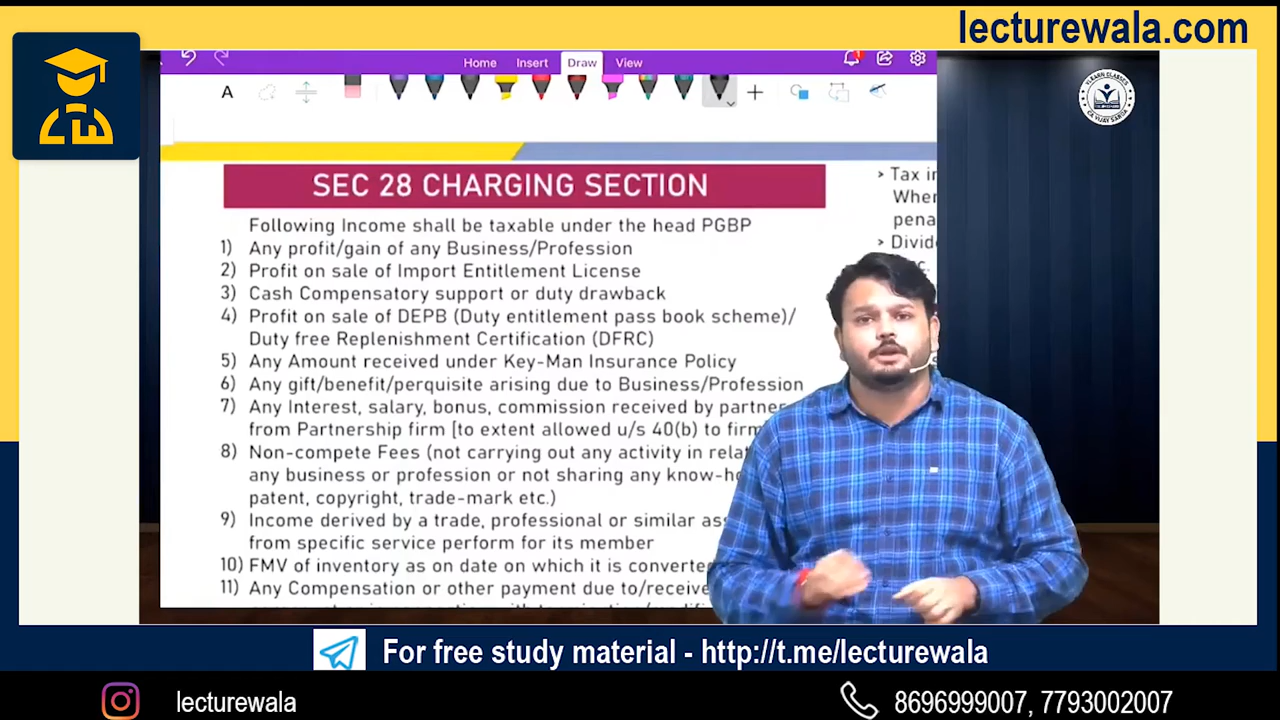 lecturewala.com
Home Insert Draw View
A
SEC 28 CHARGING SECTION
Following Income shall be taxable under the head PGBP
1) Any profit/gain of any Business/Profession
2) Profit on sale of Import Entitlement License
3) Cash Compensatory support or duty drawback
4) Profit on sale of DEPB (Duty entitlement pass book scheme)/
Duty free Replenishment Certification (DFRC)
5) Any Amount received under Key-Man Insurance Policy
6) Any gift/benefit/perquisite arising due to Business/Profession
7) Any Interest, salary, bonus, commission received by partner
from Partnership firm [to extent allowed u/s 40(b) to firm
8) Non-compete Fees (not carrying out any activity in
any business or profession or not sharing any
patent, copyright, trade-mark etc.)
9) Income derived by a trade, professional or similar
from specific service perform for its member
10) FMV of inventory as on date on which it is converte
11) Any Compensation or other payment due to/receive
> Tax in
Wher
pena
> Divid
CA VIJAY SARDA
For free study material - http://t.me/lecturewala
lecturewala
8696999007, 7793002007